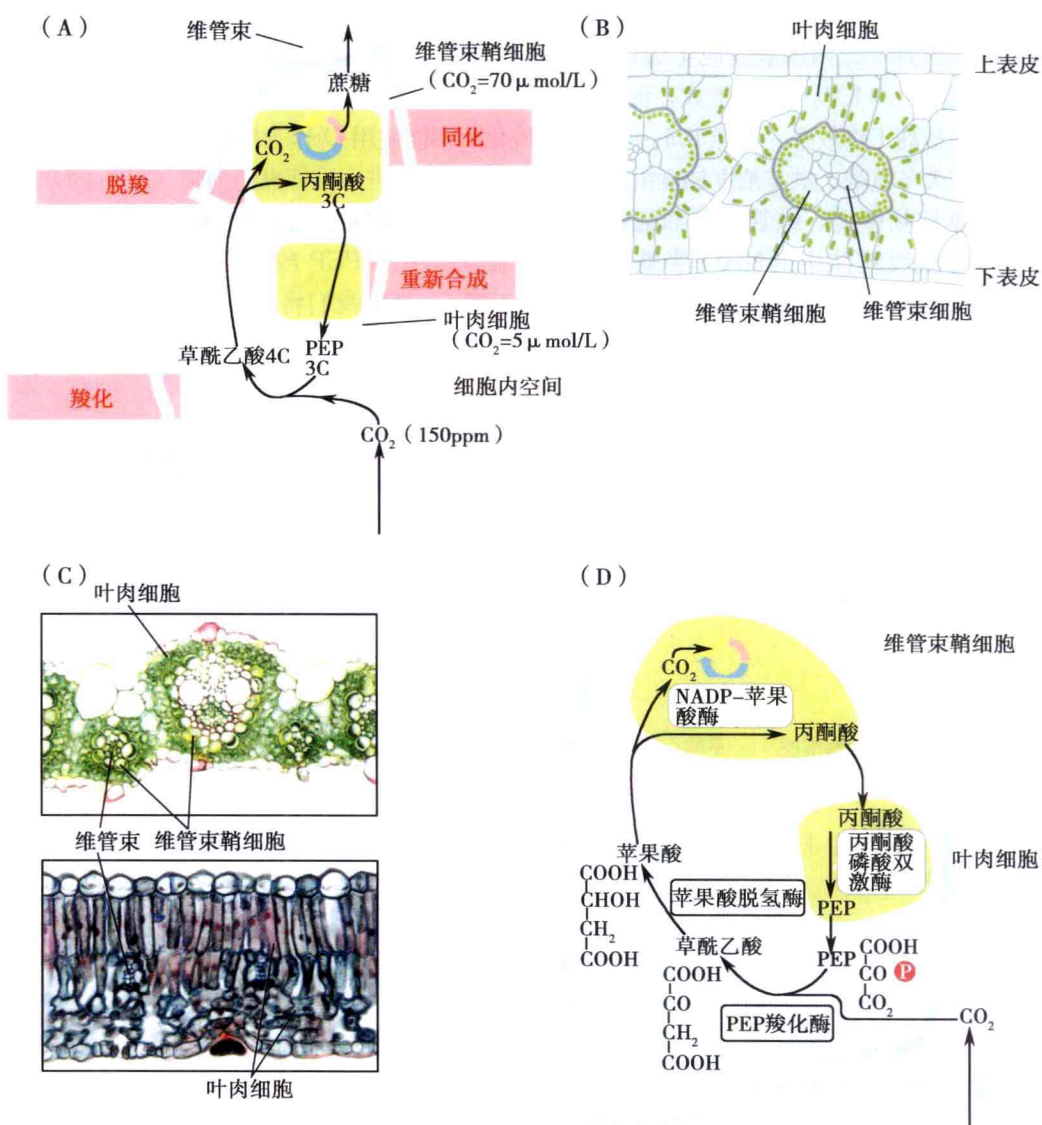 （A）
维管束
维管束鞘细胞
（CO₂=70 μ mol/L）
蔗糖
同化
CO₂
脱羧
丙酮酸
3C
重新合成
叶肉细胞
（CO₂=5 μ mol/L）
草酰乙酸4C
PEP
3C
细胞内空间
羧化
CO₂（150ppm）
（B）
叶肉细胞
上表皮
下表皮
维管束鞘细胞
维管束细胞
（C）
叶肉细胞
维管束
维管束鞘细胞
叶肉细胞
（D）
维管束鞘细胞
CO₂
NADP-苹果
酸酶
丙酮酸
丙酮酸
丙酮酸
磷酸双
激酶
叶肉细胞
PEP
苹果酸
COOH
CHOH
CH₂
COOH
苹果酸脱氢酶
草酰乙酸
COOH
CO
CH₂
COOH
PEP
COOH
CO
P
CO₂
PEP羧化酶
CO₂